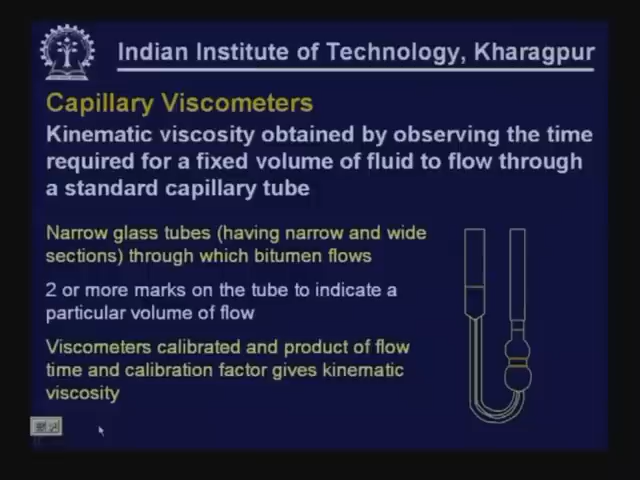 Indian Institute of Technology, Kharagpur
Capillary Viscometers
Kinematic viscosity obtained by observing the time
required for a fixed volume of fluid to flow through
a standard capillary tube
Narrow glass tubes (having narrow and wide
sections) through which bitumen flows
2 or more marks on the tube to indicate a
particular volume of flow
Viscometers calibrated and product of flow
time and calibration factor gives kinematic
viscosity